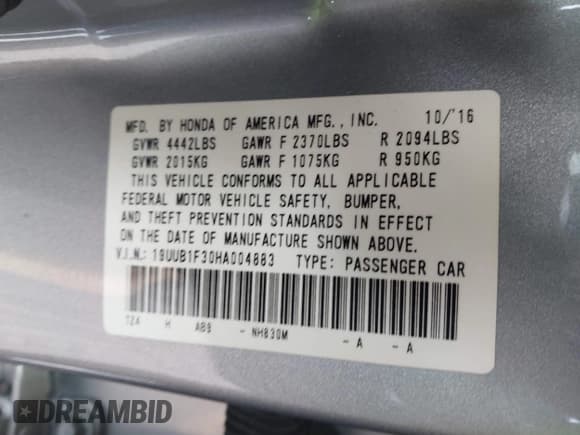 MFD. BY HONDA OF AMERICA MFG., INC. 10/'16
GVWR 4442LBS GAWR F 2370LBS R 2094LBS
GVWR 2015KG GAWR F 1075KG R 950KG
THIS VEHICLE CONFORMS TO ALL APPLICABLE
FEDERAL MOTOR VEHICLE SAFETY, BUMPER,
AND THEFT PREVENTION STANDARDS IN EFFECT
ON THE DATE OF MANUFACTURE SHOWN ABOVE.
V.I.N.: 19UUB1F30HA004883 TYPE: PASSENGER CAR
TZ4 H AB9 - NH830M - A - A
DREAMBID